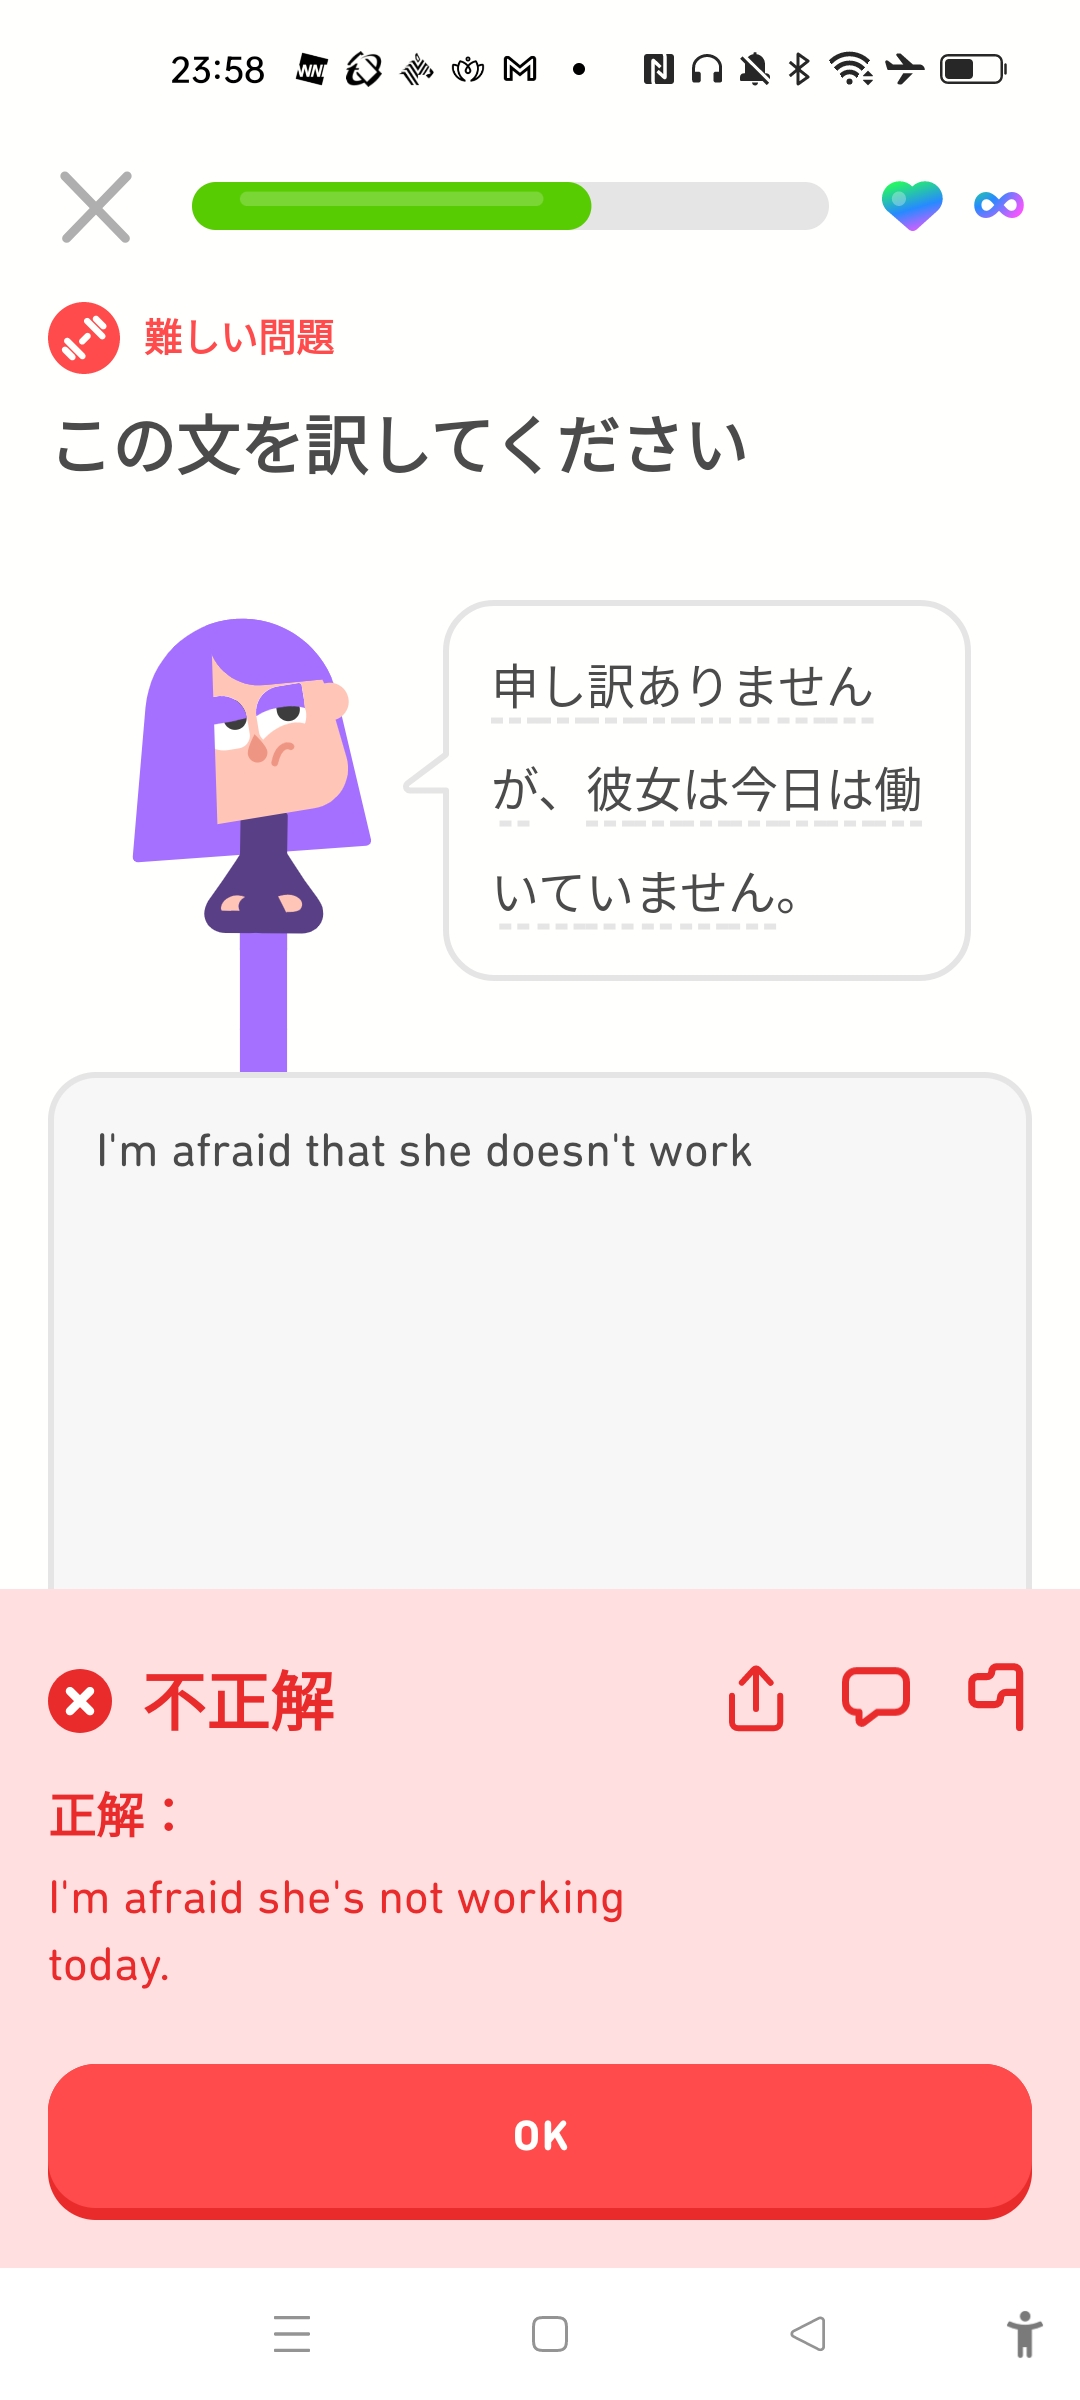 23:58
難しい問題
この文を訳してください
申し訳ありません
が、彼女は今日は働
いていません。
I'm afraid that she doesn't work
不正解
正解：
I'm afraid she's not working
today.
OK